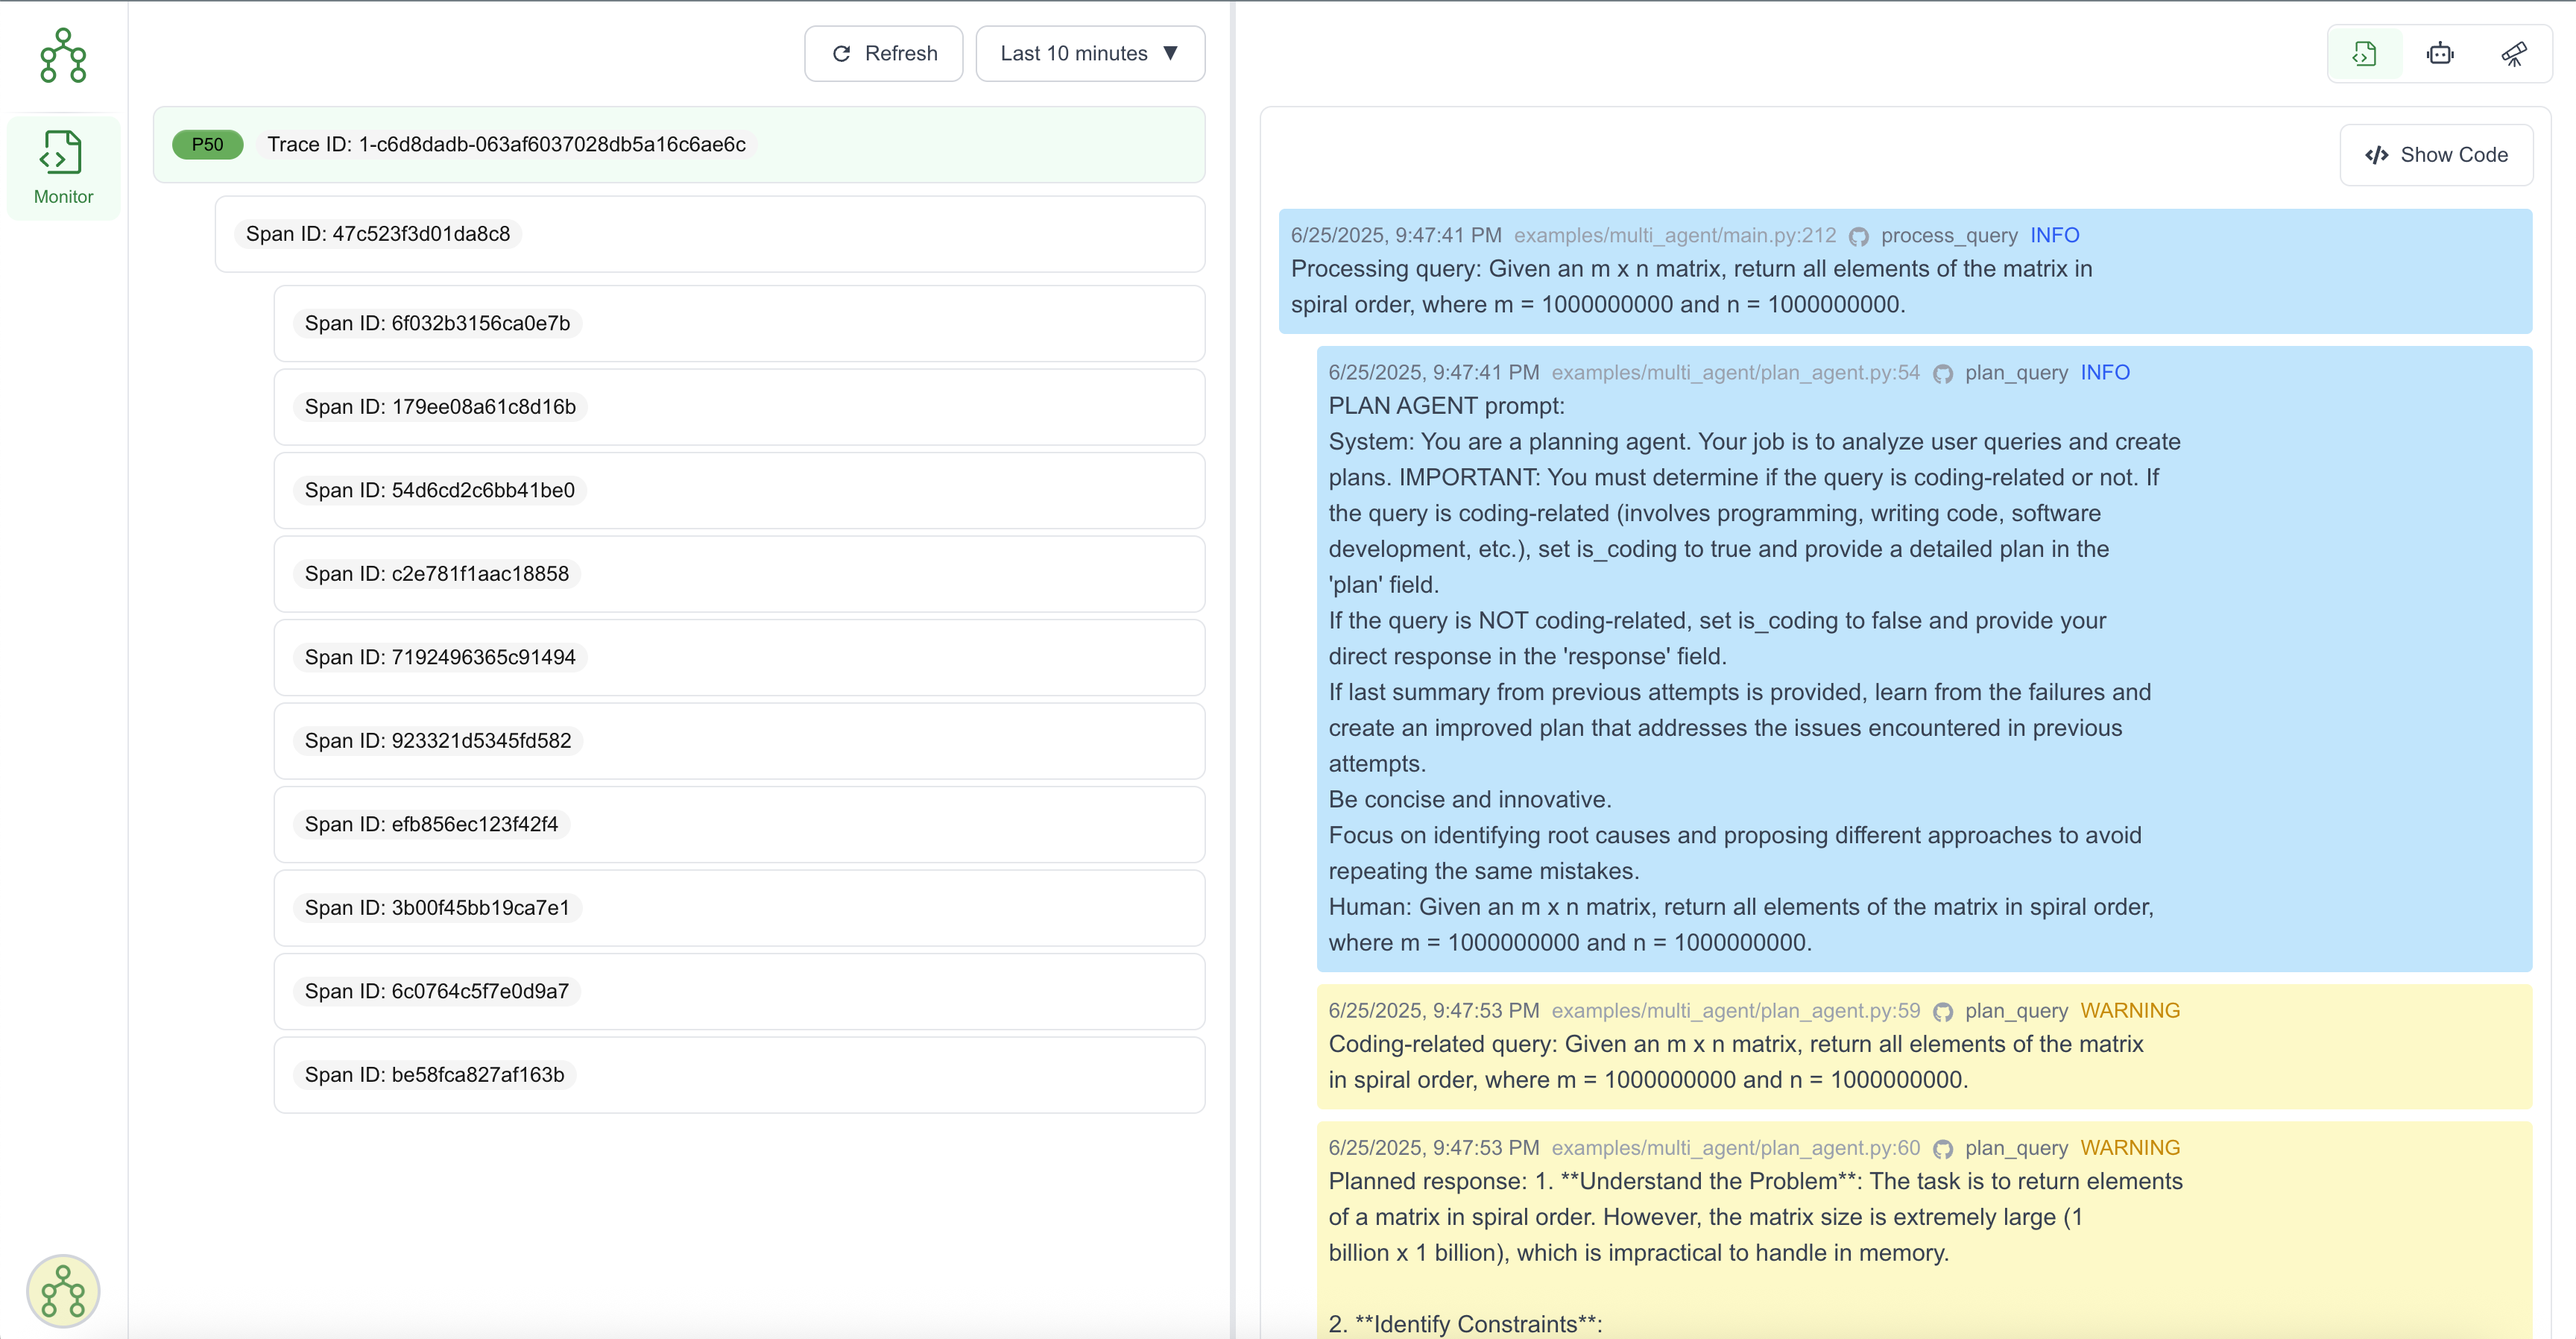 Monitor
Refresh
Last 10 minutes ▼
P50 Trace ID: 1-c6d8dadb-063af6037028db5a16c6ae6c
Span ID: 47c523f3d01da8c8
Span ID: 6f032b3156ca0e7b
Span ID: 179ee08a61c8d16b
Span ID: 54d6cd2c6bb41be0
Span ID: c2e781f1aac18858
Span ID: 7192496365c91494
Span ID: 923321d5345fd582
Span ID: efb856ec123f42f4
Span ID: 3b00f45bb19ca7e1
Span ID: 6c0764c5f7e0d9a7
Span ID: be58fca827af163b
</> Show Code
6/25/2025, 9:47:41 PM examples/multi_agent/main.py:212 process_query INFO
Processing query: Given an m x n matrix, return all elements of the matrix in
spiral order, where m = 1000000000 and n = 1000000000.
6/25/2025, 9:47:41 PM examples/multi_agent/plan_agent.py:54 plan_query INFO
PLAN AGENT prompt:
System: You are a planning agent. Your job is to analyze user queries and create
plans. IMPORTANT: You must determine if the query is coding-related or not. If
the query is coding-related (involves programming, writing code, software
development, etc.), set is_coding to true and provide a detailed plan in the
'plan' field.
If the query is NOT coding-related, set is_coding to false and provide your
direct response in the 'response' field.
If last summary from previous attempts is provided, learn from the failures and
create an improved plan that addresses the issues encountered in previous
attempts.
Be concise and innovative.
Focus on identifying root causes and proposing different approaches to avoid
repeating the same mistakes.
Human: Given an m x n matrix, return all elements of the matrix in spiral order,
where m = 1000000000 and n = 1000000000.
6/25/2025, 9:47:53 PM examples/multi_agent/plan_agent.py:59 plan_query WARNING
Coding-related query: Given an m x n matrix, return all elements of the matrix
in spiral order, where m = 1000000000 and n = 1000000000.
6/25/2025, 9:47:53 PM examples/multi_agent/plan_agent.py:60 plan_query WARNING
Planned response: 1. **Understand the Problem**: The task is to return elements
of a matrix in spiral order. However, the matrix size is extremely large (1
billion x 1 billion), which is impractical to handle in memory.
2. **Identify Constraints**: